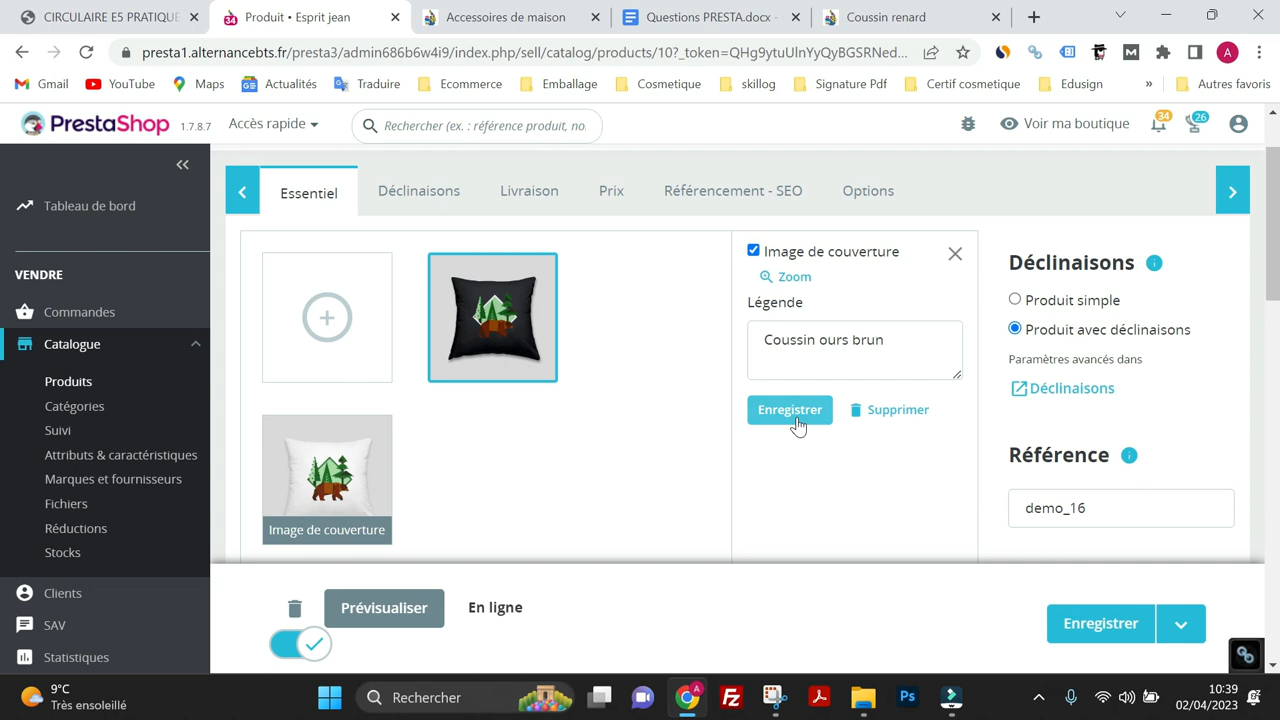 CIRCULAIRE E5 PRATIQUE
34
Produit • Esprit jean
Accessoires de maison
Questions PRESTA.docx -
Coussin renard
presta1.alternancebts.fr/presta3/admin686b6w4i9/index.php/sell/catalog/products/10?_token=QHg9ytuUlnYyQyBGSRNed...
A
Gmail
YouTube
Maps
Actualités
Traduire
Ecommerce
Emballage
Cosmetique
skillog
Signature Pdf
Certif cosmetique
Edusign
»
Autres favoris
PrestaShop
1.7.8.7
Accès rapide
Rechercher (ex. : référence produit, no.
Voir ma boutique
34
26
Tableau de bord
VENDRE
Commandes
Catalogue
Produits
Catégories
Suivi
Attributs & caractéristiques
Marques et fournisseurs
Fichiers
Réductions
Stocks
Clients
SAV
Statistiques
Essentiel
Déclinaisons
Livraison
Prix
Référencement - SEO
Options
Image de couverture
Image de couverture
Zoom
Légende
Coussin ours brun
Enregistrer
Supprimer
Déclinaisons
Produit simple
Produit avec déclinaisons
Paramètres avancés dans
Déclinaisons
Référence
demo_16
Prévisualiser
En ligne
Enregistrer
9°C
Très ensoleillé
Rechercher
A
Ps
10:39
02/04/2023